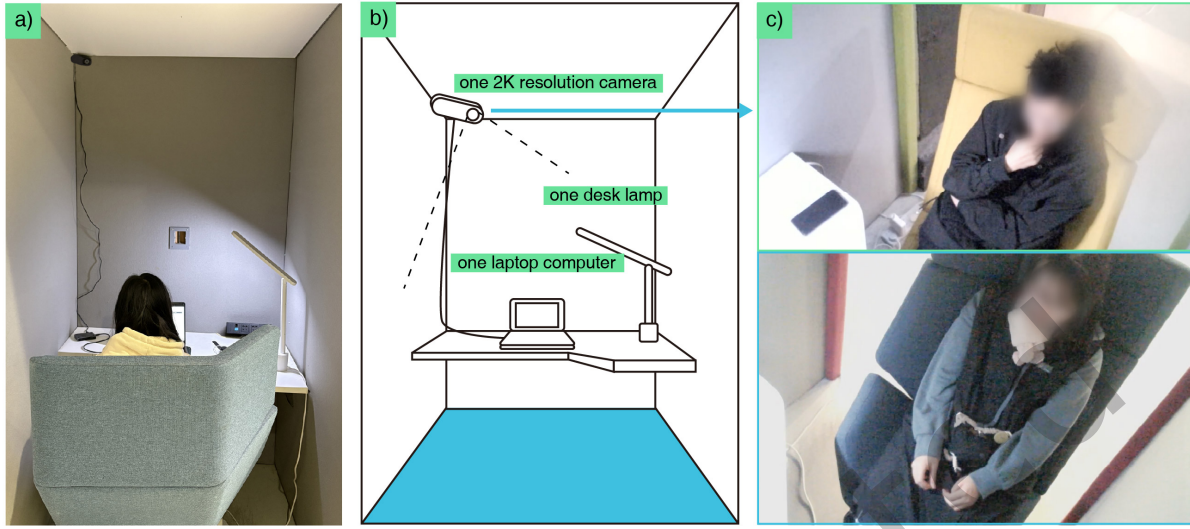 a)
b)
c)
one 2K resolution camera
one desk lamp
one laptop computer